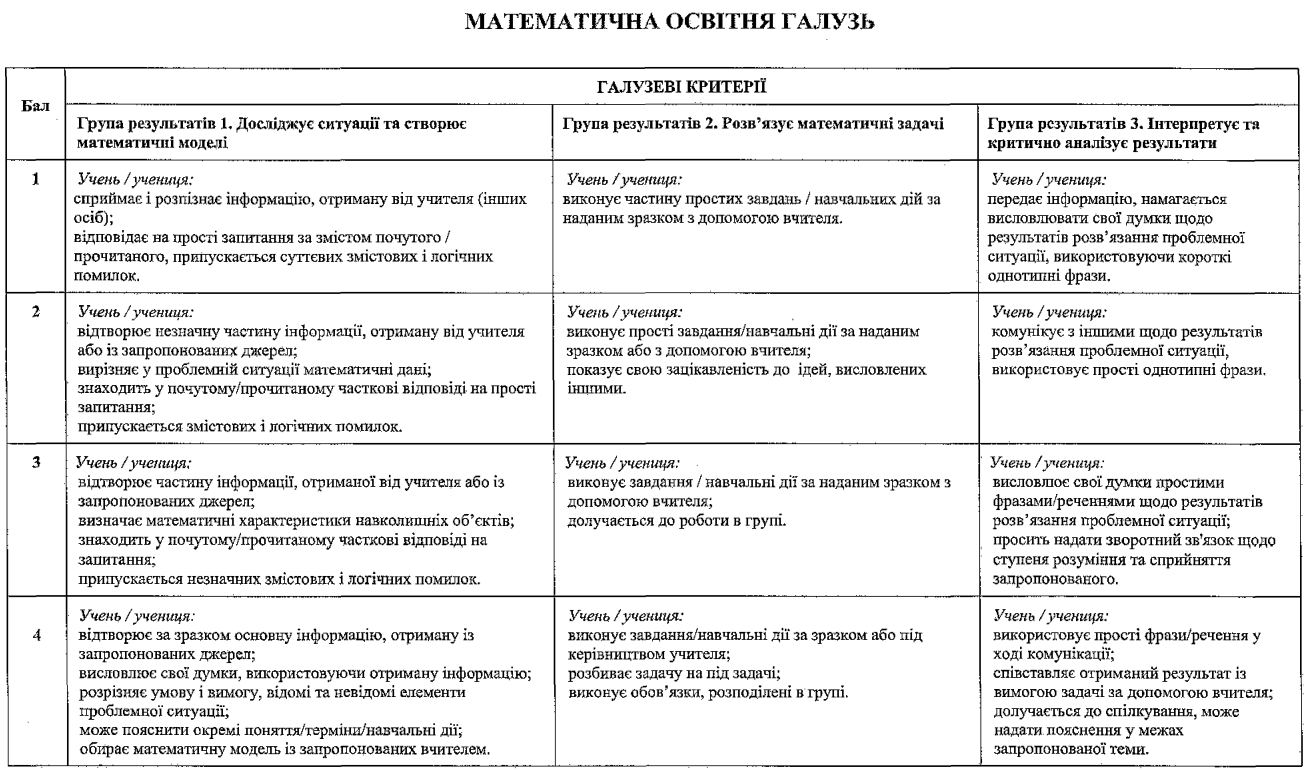 МАТЕМАТИЧНА ОСВІТНЯ ГАЛУЗЬ
Бал
ГАЛУЗЕВІ КРИТЕРІЇ
Група результатів 1. Досліджує ситуації та створює
математичні моделі
Група результатів 2. Розв’язує математичні задачі
Група результатів 3. Інтерпретує та
критично аналізує результати
1
Учень / учениця:
сприймає і розпізнає інформацію, отриману від учителя (інших
осіб);
відповідає на прості запитання за змістом почутого /
прочитаного, припускається суттєвих змістових і логічних
помилок.
Учень / учениця:
виконує частину простих завдань / навчальних дій за
наданим зразком з допомогою вчителя.
Учень / учениця:
передає інформацію, намагається
висловлювати свої думки щодо
результатів розв’язання проблемної
ситуації, використовуючи короткі
однотипні фрази.
2
Учень / учениця:
відтворює незначну частину інформації, отриману від учителя
або із запропонованих джерел;
вирізняє у проблемній ситуації математичні дані;
знаходить у почутому/прочитаному часткові відповіді на прості
запитання;
припускається змістових і логічних помилок.
Учень / учениця:
виконує прості завдання/навчальні дії за наданим
зразком або з допомогою вчителя;
показує свою зацікавленість до ідей, висловлених
іншими.
Учень / учениця:
комунікує з іншими щодо результатів
розв’язання проблемної ситуації,
використовує прості однотипні фрази.
3
Учень / учениця:
відтворює частину інформації, отриманої від учителя або із
запропонованих джерел;
визначає математичні характеристики навколишніх об’єктів;
знаходить у почутому/прочитаному часткові відповіді на
запитання;
припускається незначних змістових і логічних помилок.
Учень / учениця:
виконує завдання / навчальні дії за наданим зразком з
допомогою вчителя;
долучається до роботи в групі.
Учень / учениця:
висловлює свої думки простими
фразами/реченнями щодо результатів
розв’язання проблемної ситуації;
просить надати зворотний зв'язок щодо
ступеня розуміння та сприйняття
запропонованого.
4
Учень / учениця:
відтворює за зразком основну інформацію, отриману із
запропонованих джерел;
висловлює свої думки, використовуючи отриману інформацію;
розрізняє умову і вимогу, відомі та невідомі елементи
проблемної ситуації;
може пояснити окремі поняття/терміни/навчальні дії;
обирає математичну модель із запропонованих вчителем.
Учень / учениця:
виконує завдання/навчальні дії за зразком або під
керівництвом учителя;
розбиває задачу на під задачі;
виконує обов’язки, розподілені в групі.
Учень / учениця:
використовує прості фрази/речення у
ході комунікації;
співставляє отриманий результат із
вимогою задачі за допомогою вчителя;
долучається до спілкування, може
надати пояснення у межах
запропонованої теми.